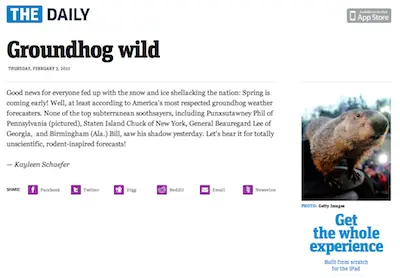 THE DAILY
Available on the iPad
App Store
Groundhog wild
THURSDAY, FEBRUARY 3, 2011
Good news for everyone fed up with the snow and ice shellacking the nation: Spring is
coming early! Well, at least according to America's most respected groundhog weather
forecasters. None of the top subterranean soothsayers, including Punxsutawney Phil of
Pennsylvania (pictured), Staten Island Chuck of New York, General Beauregard Lee of
Georgia, and Birmingham (Ala.) Bill, saw his shadow yesterday. Let's hear it for totally
unscientific, rodent-inspired forecasts!
— Kayleen Schaefer
SHARE: Facebook Twitter Digg Reddit Email Newsvine
PHOTO: Getty Images
Get
the whole
experience
Built from scratch
for the iPad